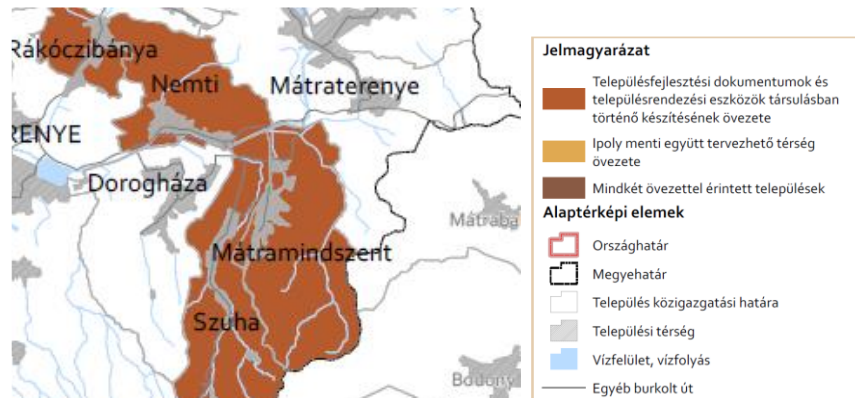 Rákóczibánya
Nemti
Mátraterenye
RENYE
Dorogháza
Mátraba
Mátramindszent
Szuha
Bodony
Jelmagyarázat
Településfejlesztési dokumentumok és
településrendezési eszközök társulásban
történő készítésének övezete
Ipoly menti együtt tervezhető térség
övezete
Mindkét övezettel érintett települések
Alaptérképi elemek
Országhatár
Megyehatár
Település közigazgatási határa
Települési térség
Vízfelület, vízfolyás
Egyéb burkolt út